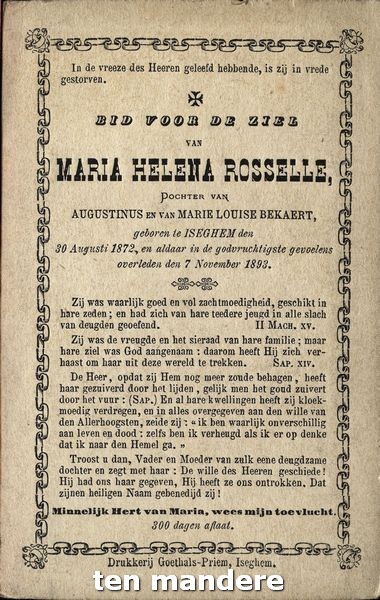 In de vreeze des Heeren geleefd hebbende, is zij in vrede
gestorven.
BID VOOR DE ZIEL
VAN
MARIA HELENA ROSSELLE,
DOCHTER VAN
AUGUSTINUS EN VAN MARIE LOUISE BEKAERT,
geboren te ISEGHEM den
30 Augusti 1872, en aldaar in de godvruchtigste gevoelens
overleden den 7 November 1893.
Zij was waarlijk goed en vol zachtmoedigheid, geschikt in
hare zeden; en had zich van hare teedere jeugd in alle slach
van deugden geoefend. II MACH. XV.
Zij was de vreugde en het sieraad van hare familie; maar
hare ziel was God aangenaam: daarom heeft Hij zich ver-
haast om haar uit deze wereld te trekken. SAP. XIV.
De Heer, opdat zij Hem nog meer zoude behagen, heeft
haar gezuiverd door het lijden, gelijk men het goud zuivert
door het vuur: (SAP.) En al hare kwellingen heeft zij kloek-
moedig verdregen, en in alles overgegeven aan den wille van
den Allerhoogsten, zeide zij: « ik ben waarlijk onverschillig
aan leven en dood: zelfs ben ik verheugd als ik er op denke
dat ik naar den Hemel ga. »
Troost u dan, Vader en Moeder van zulk eene deugdzame
dochter en zegt met haar: De wille des Heeren geschiede!
Hij had ons haar gegeven, Hij heeft ze ons ontrokken. Dat
zijnen heiligen Naam gebenedijd zij!
Minnelijk Hert van Maria, wees mijn toevlucht.
300 dagen aflaat.
Drukkerij Goethals-Priem, Iseghem.
ten mandere